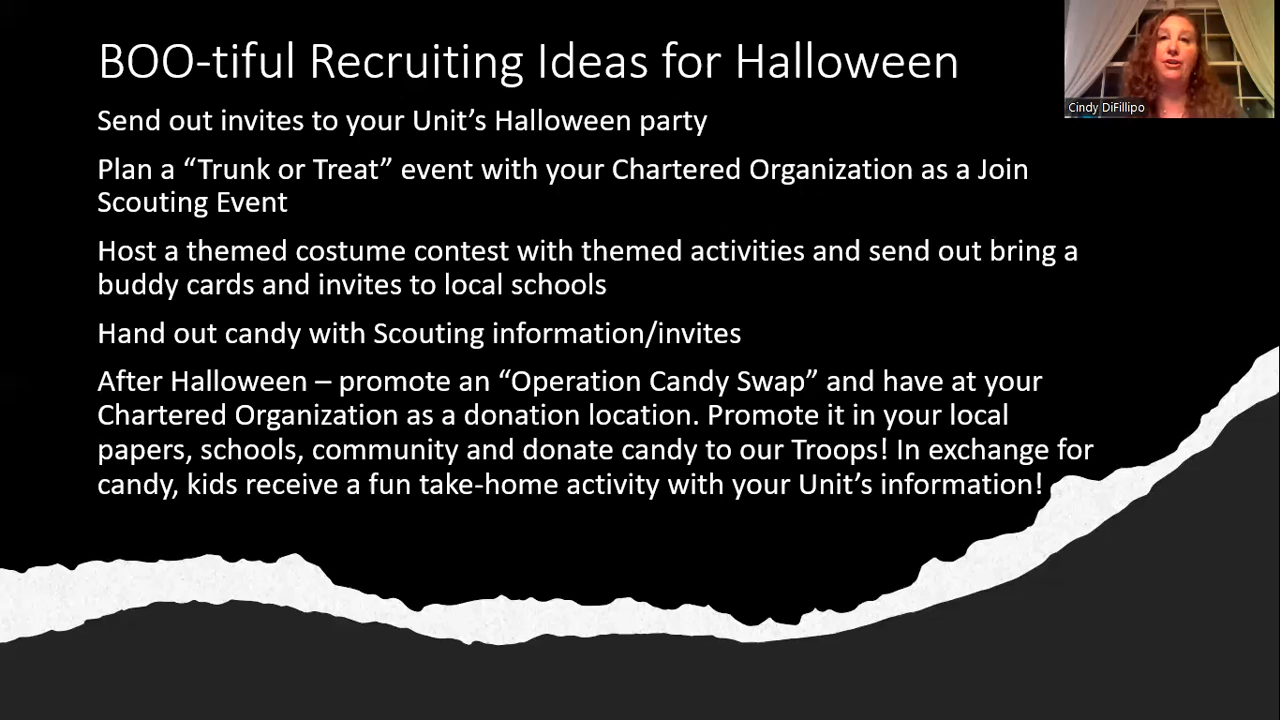 BOO-tiful Recruiting Ideas for Halloween
Cindy DiFillipo
Send out invites to your Unit’s Halloween party
Plan a “Trunk or Treat” event with your Chartered Organization as a Join
Scouting Event
Host a themed costume contest with themed activities and send out bring a
buddy cards and invites to local schools
Hand out candy with Scouting information/invites
After Halloween – promote an “Operation Candy Swap” and have at your
Chartered Organization as a donation location. Promote it in your local
papers, schools, community and donate candy to our Troops! In exchange for
candy, kids receive a fun take-home activity with your Unit’s information!